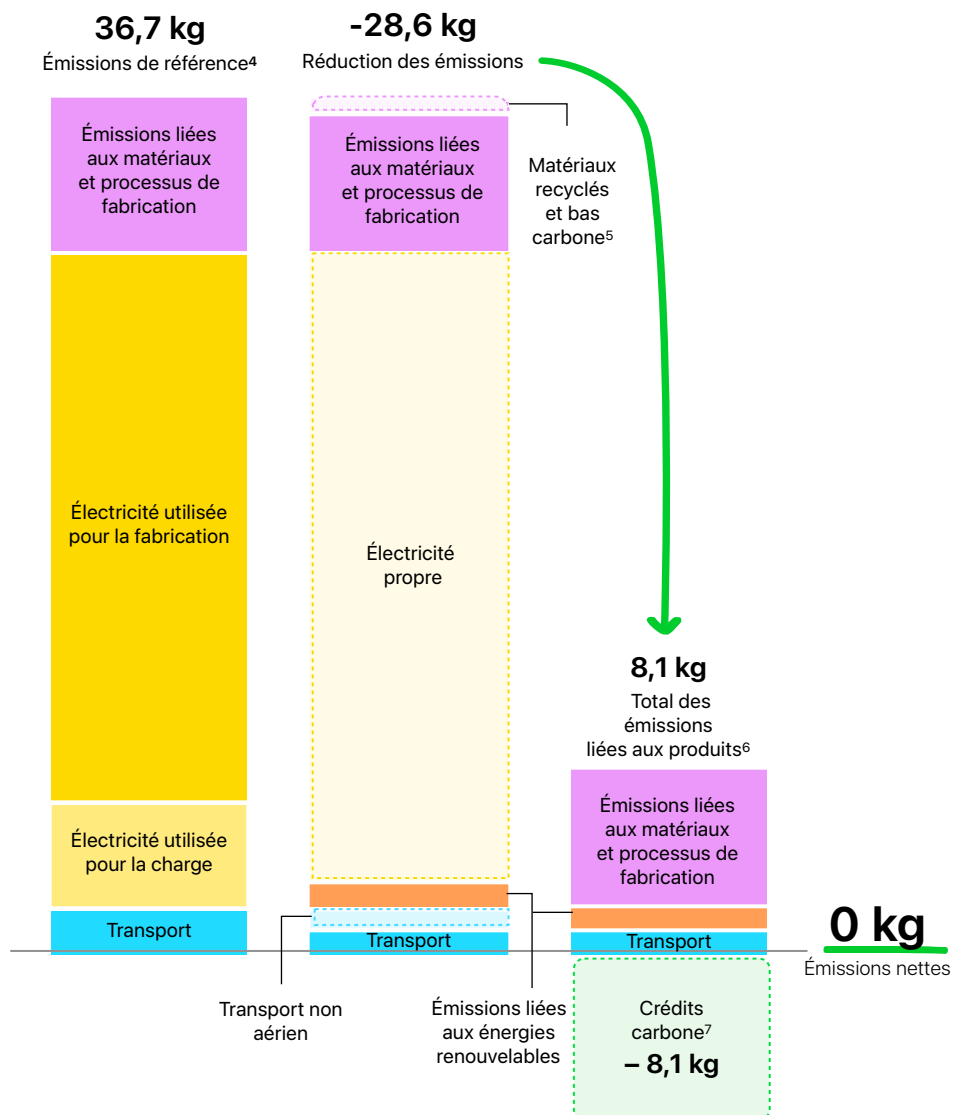 36,7 kg
Émissions de référence⁴
-28,6 kg
Réduction des émissions
Émissions liées
aux matériaux
et processus de
fabrication
Émissions liées
aux matériaux
et processus de
fabrication
Matériaux
recyclés
et bas
carbone⁵
Électricité utilisée
pour la fabrication
Électricité
propre
8,1 kg
Total des
émissions
liées aux produits⁶
Électricité utilisée
pour la charge
Émissions liées
aux matériaux
et processus de
fabrication
Transport
Transport
Transport
0 kg
Émissions nettes
Transport non
aérien
Émissions liées
aux énergies
renouvelables
Crédits
carbone⁷
– 8,1 kg